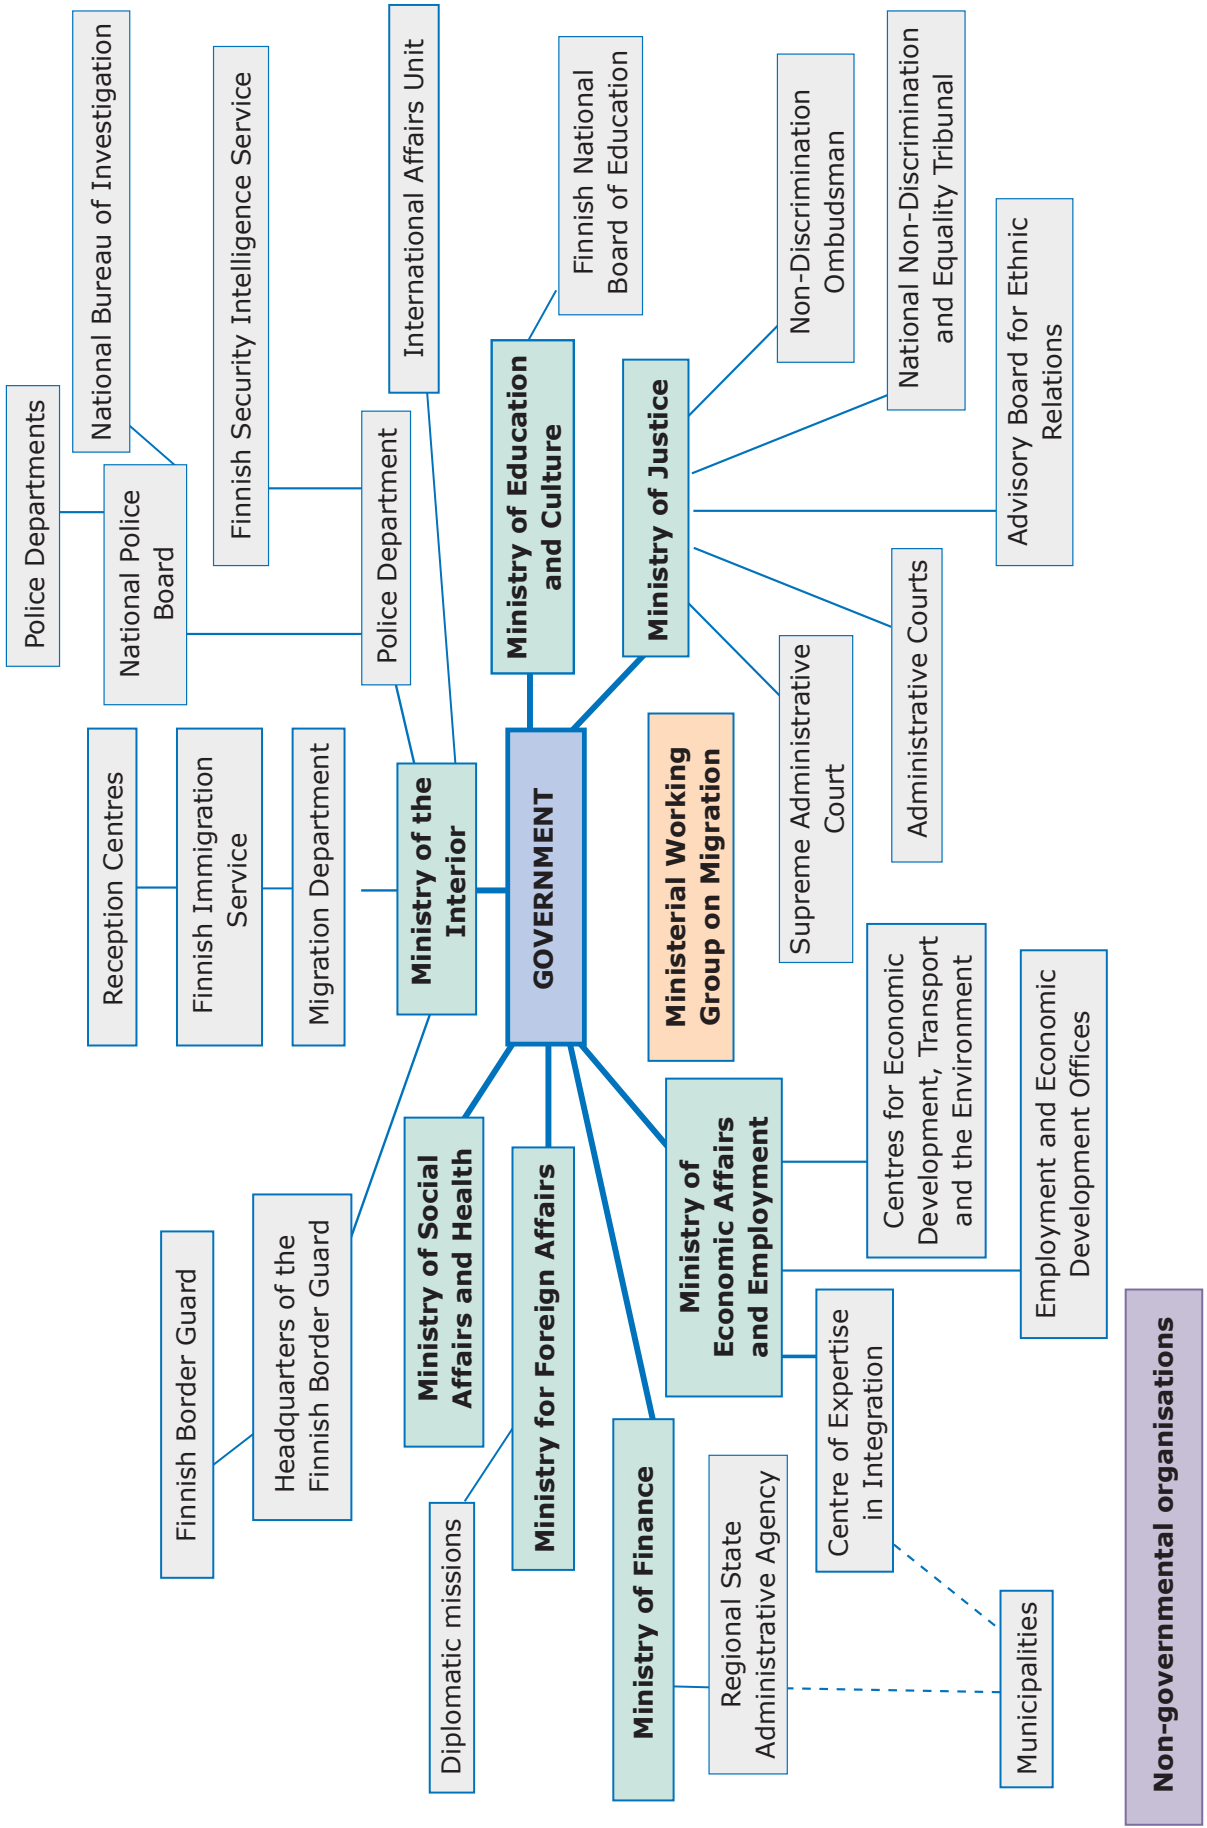 Police Departments
National Bureau of Investigation
Reception Centres
National Police
Board
Finnish Border Guard
Finnish Immigration
Service
Finnish Security Intelligence Service
Headquarters of the
Finnish Border Guard
Migration Department
Police Department
International Affairs Unit
Ministry of Social
Affairs and Health
Ministry of the
Interior
Diplomatic missions
Ministry for Foreign Affairs
GOVERNMENT
Ministry of Education
and Culture
Finnish National
Board of Education
Ministry of Finance
Ministry of Justice
Ministerial Working
Group on Migration
Ministry of
Economic Affairs
and Employment
Regional State
Administrative Agency
Supreme Administrative
Court
Non-Discrimination
Ombudsman
Centre of Expertise
in Integration
Centres for Economic
Development, Transport
and the Environment
Administrative Courts
National Non-Discrimination
and Equality Tribunal
Municipalities
Employment and Economic
Development Offices
Advisory Board for Ethnic
Relations
Non-governmental organisations